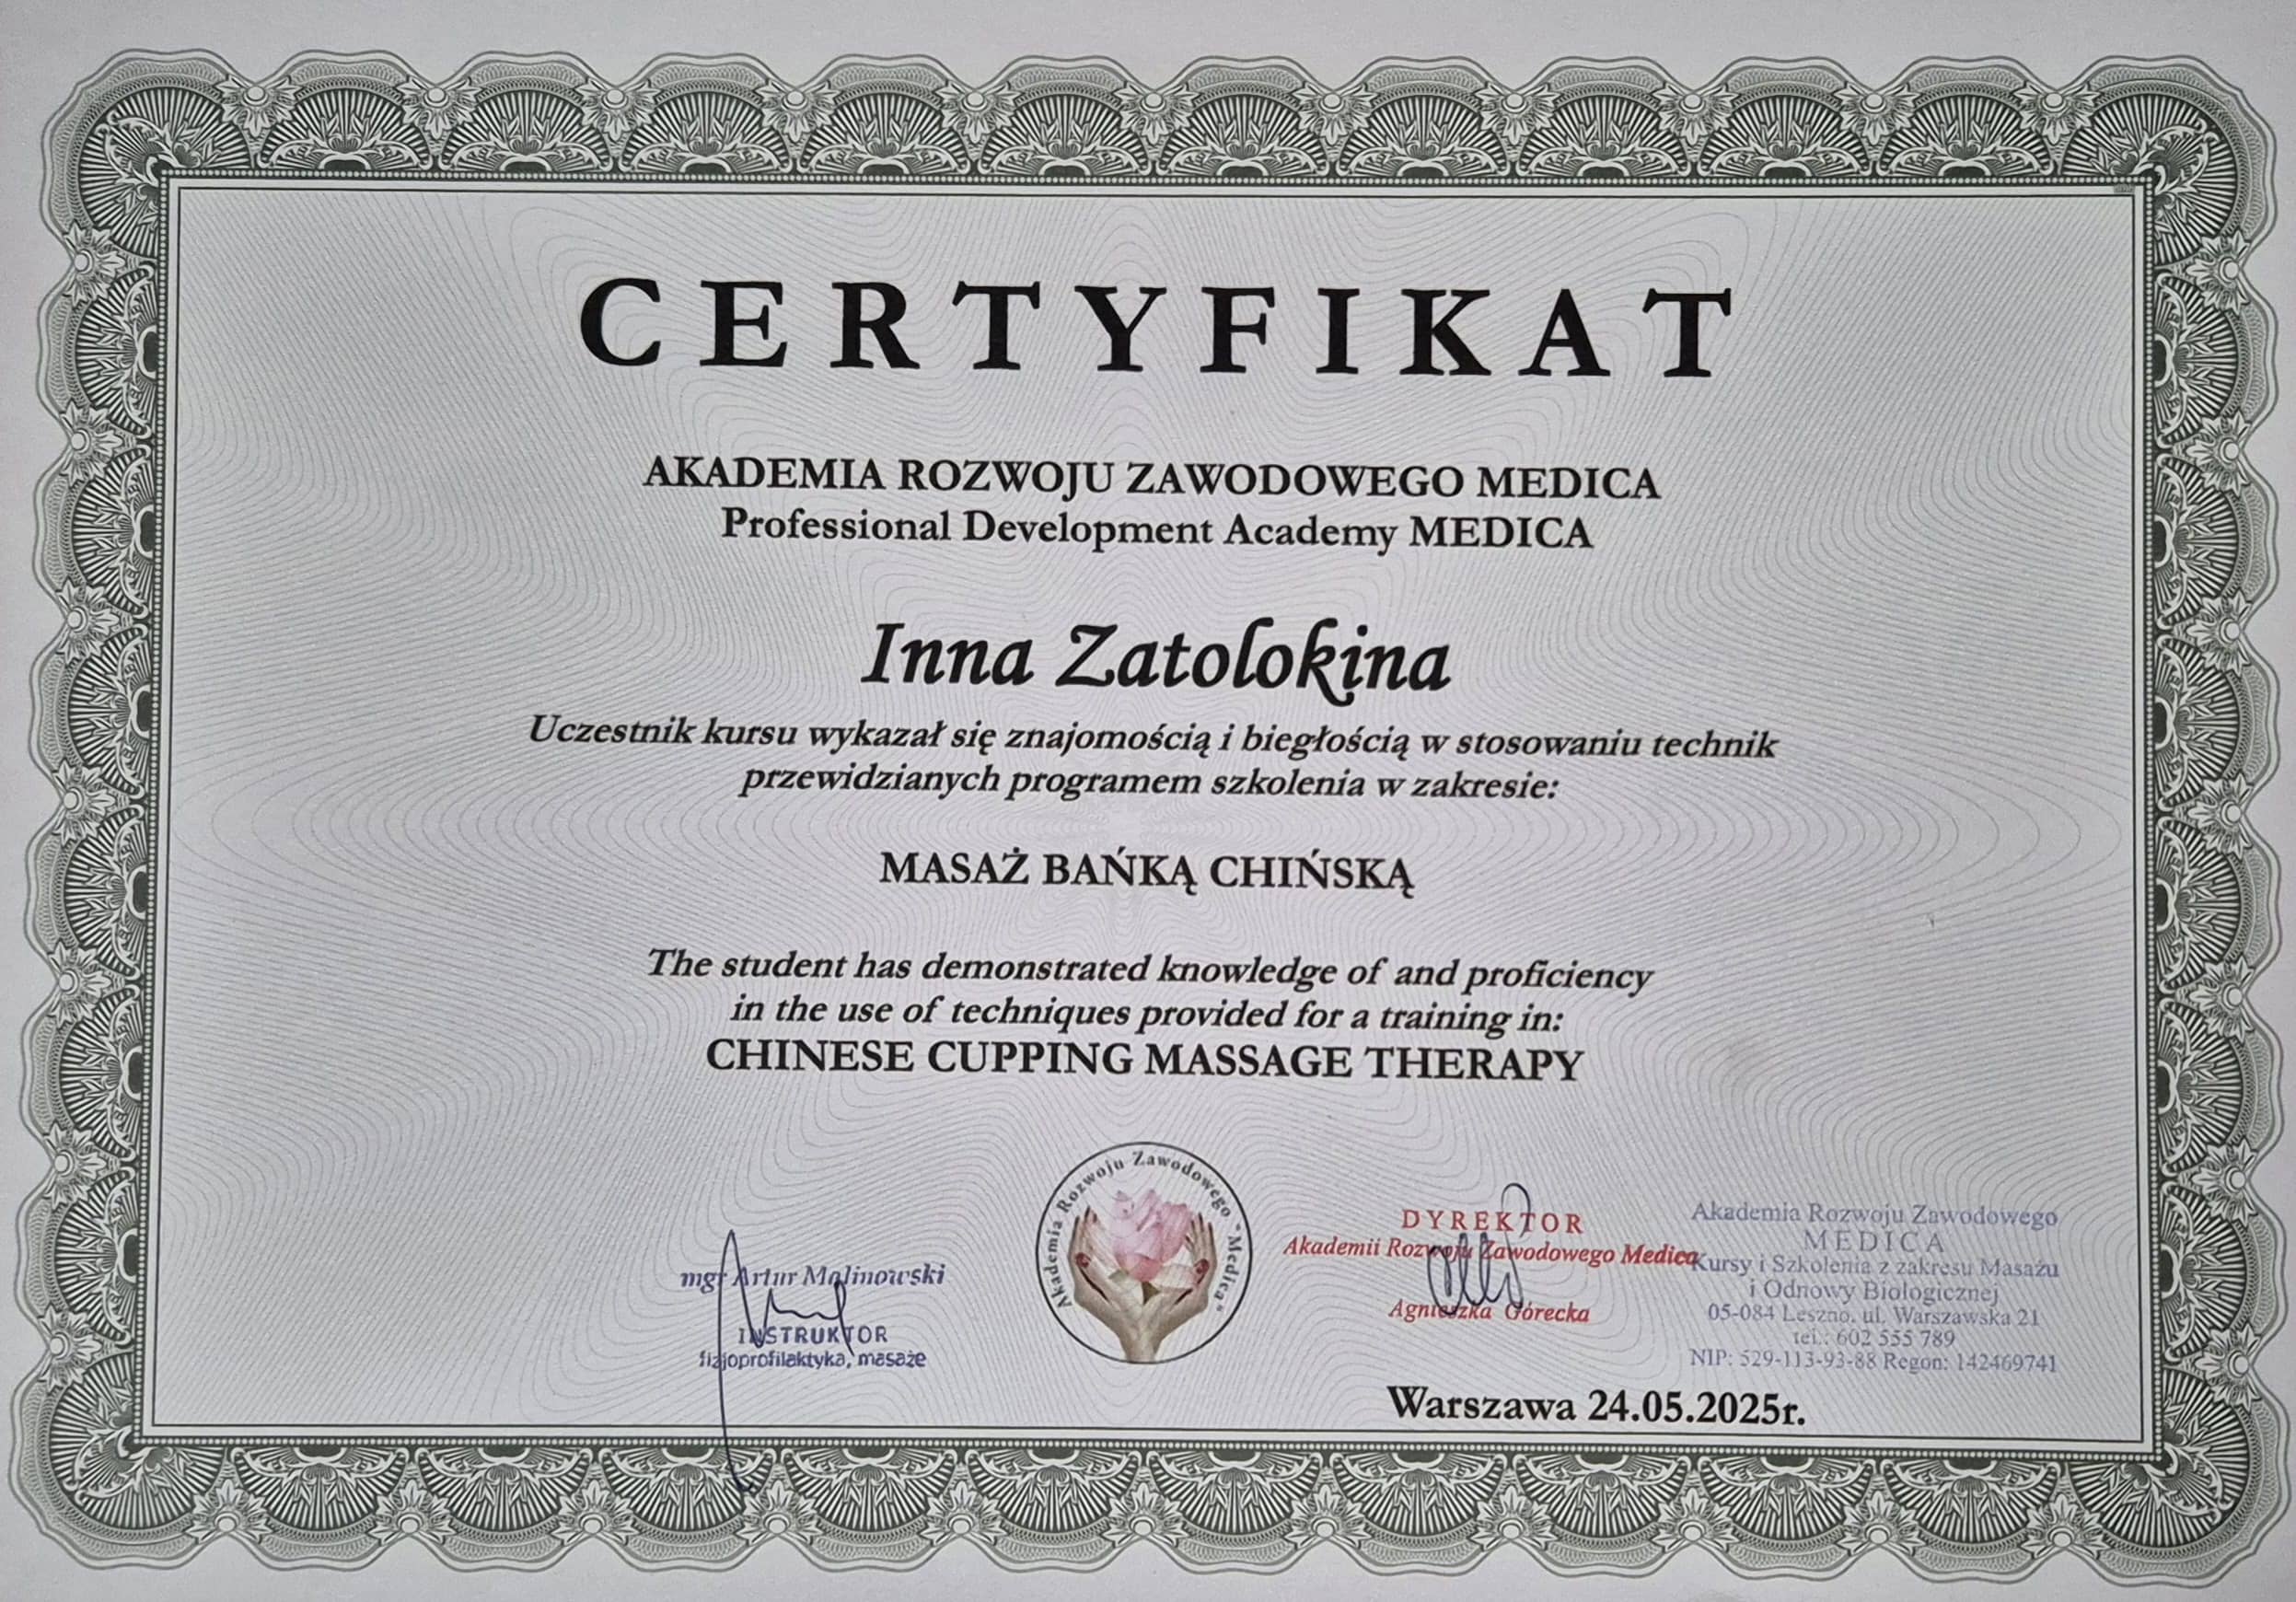 CERTYFIKAT
AKADEMIA ROZWOJU ZAWODOWEGO MEDICA
Professional Development Academy MEDICA
Inna Zatolokina
Uczestnik kursu wykazał się znajomością i biegłością w stosowaniu technik
przewidzianych programem szkolenia w zakresie:
MASAŻ BAŃKĄ CHIŃSKĄ
The student has demonstrated knowledge of and proficiency
in the use of techniques provided for a training in:
CHINESE CUPPING MASSAGE THERAPY
mgr Artur Malinowski
INSTRUKTOR
fizjoprofilaktyka, masaże
Akademia Rozwoju Zawodowego "Medica"
DYREKTOR
Akademii Rozwoju Zawodowego Medica
Agnieszka Górecka
Akademia Rozwoju Zawodowego
MEDICA
Kursy i Szkolenia z zakresu Masażu
i Odnowy Biologicznej
05-084 Leszno, ul. Warszawska 21
tel.: 602 555 789
NIP: 529-113-93-88 Regon: 142469741
Warszawa 24.05.2025r.